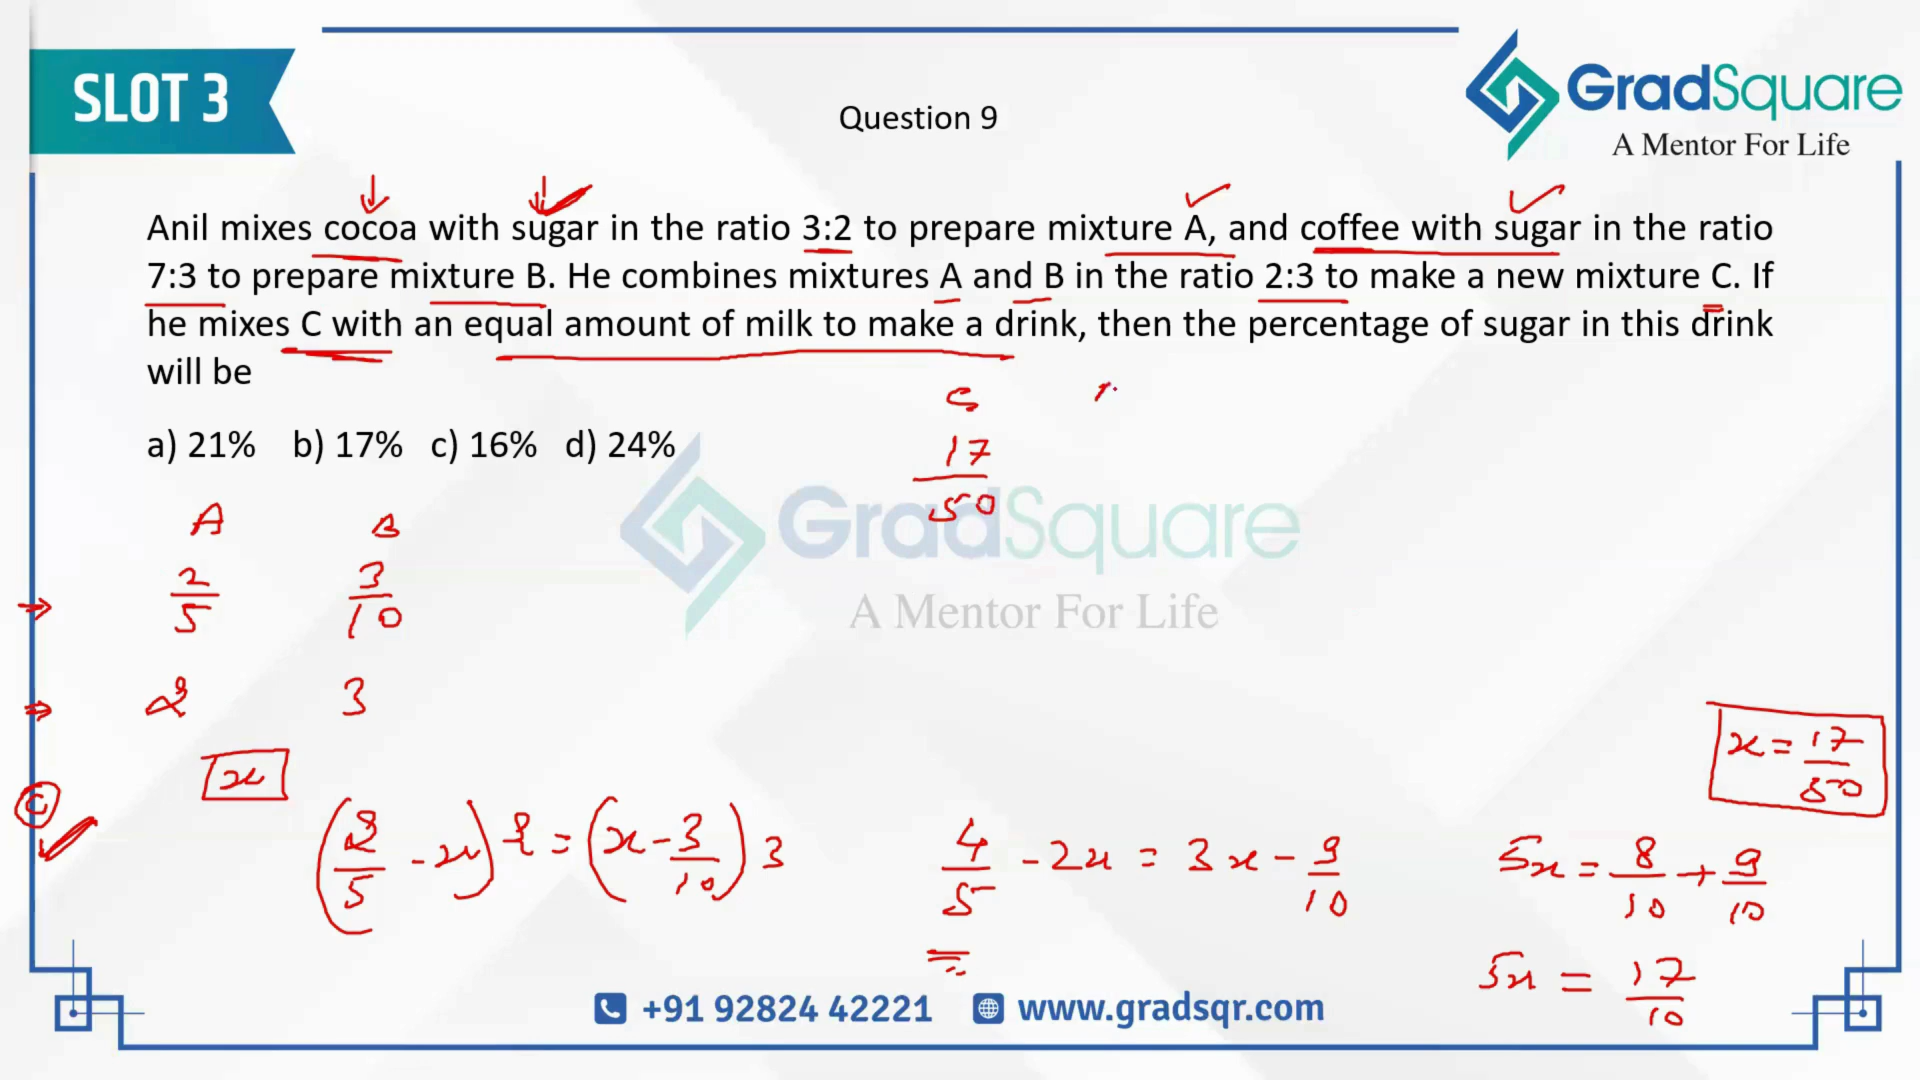 SLOT 3
GradSquare
A Mentor For Life
Question 9
Anil mixes cocoa with sugar in the ratio 3:2 to prepare mixture A, and coffee with sugar in the ratio
7:3 to prepare mixture B. He combines mixtures A and B in the ratio 2:3 to make a new mixture C. If
he mixes C with an equal amount of milk to make a drink, then the percentage of sugar in this drink
will be
a) 21% b) 17% c) 16% d) 24%
C
17/50
A B
2/5 3/10
2 3
x
C
(2/5 - x) 2 = (x - 3/10) 3
4/5 - 2x = 3x - 9/10
5x = 8/10 + 9/10
5x = 17/10
x = 17/50
GradSquare
A Mentor For Life
+91 92824 42221 www.gradsqr.com